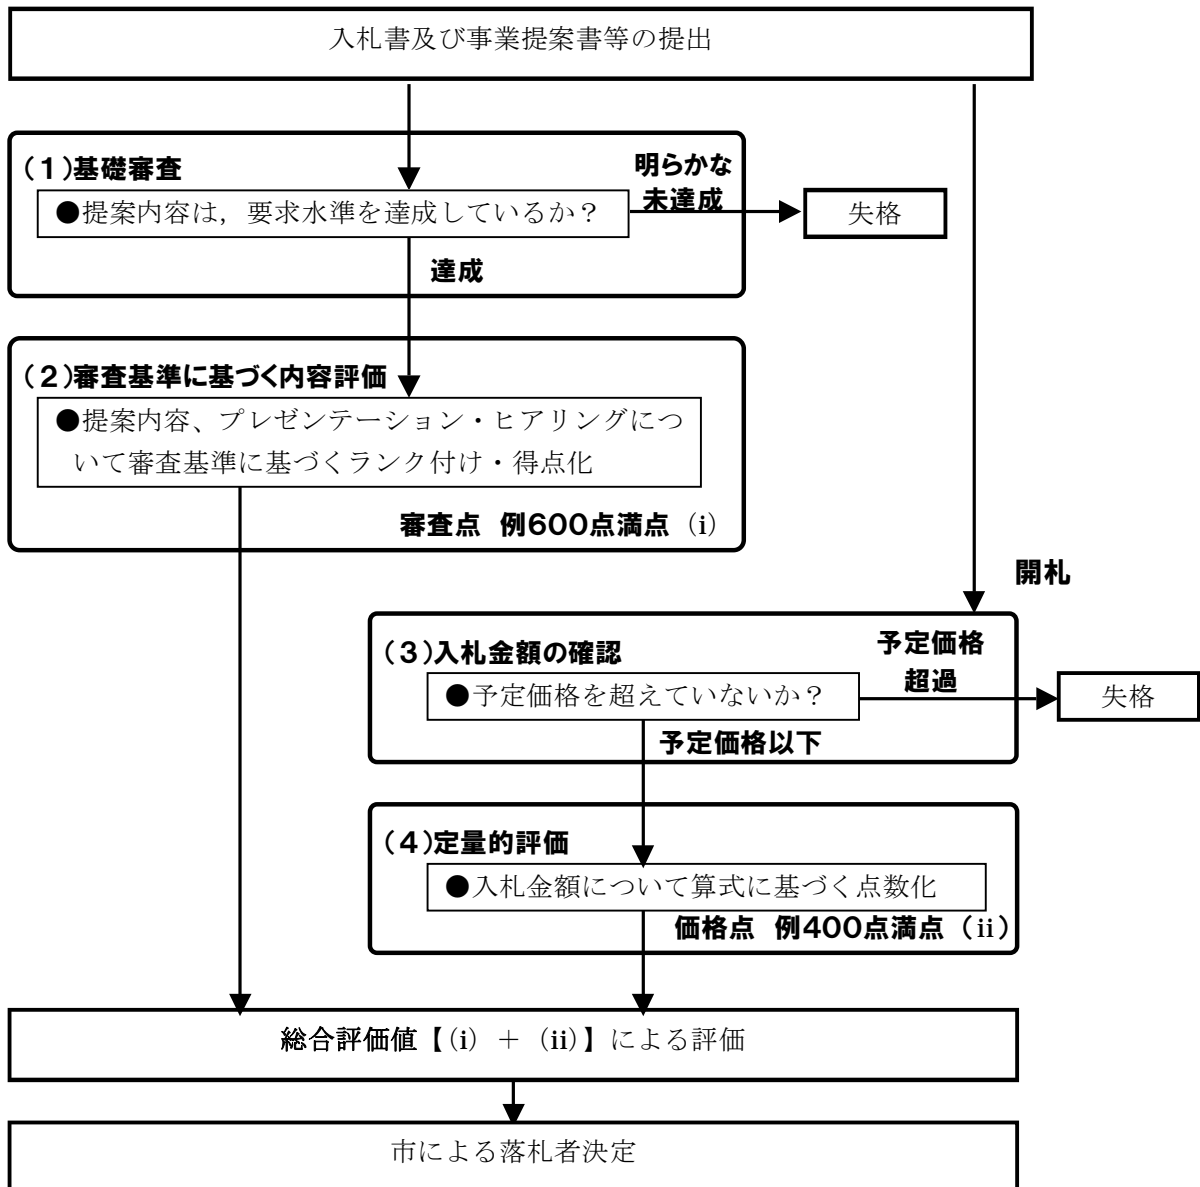 入札書及び事業提案書等の提出
（１）基礎審査
明らかな
未達成
●提案内容は，要求水準を達成しているか？
失格
達成
（２）審査基準に基づく内容評価
●提案内容、プレゼンテーション・ヒアリングにつ
いて審査基準に基づくランク付け・得点化
審査点 例６００点満点 (i)
開札
（３）入札金額の確認
予定価格
超過
●予定価格を超えていないか？
失格
予定価格以下
（４）定量的評価
●入札金額について算式に基づく点数化
価格点 例４００点満点 (ii)
総合評価値【(i) ＋ (ii)】による評価
市による落札者決定